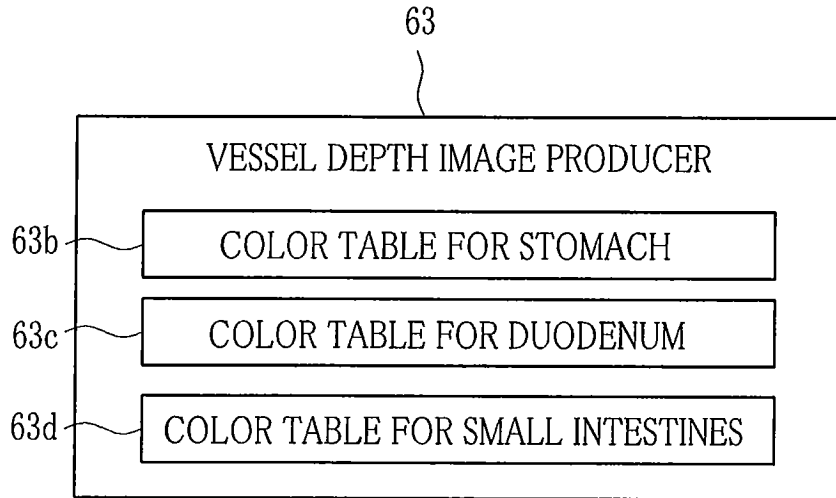 63
VESSEL DEPTH IMAGE PRODUCER
63b COLOR TABLE FOR STOMACH
63c COLOR TABLE FOR DUODENUM
63d COLOR TABLE FOR SMALL INTESTINES